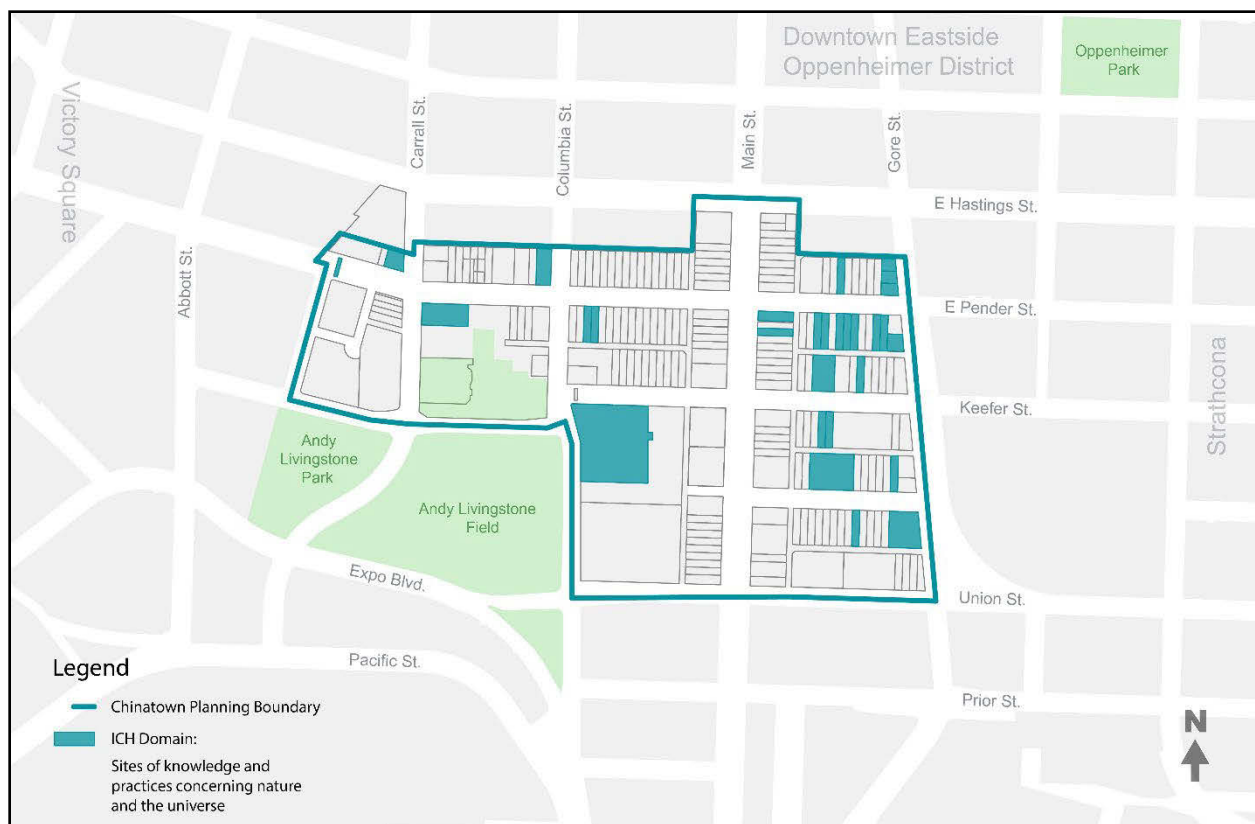 Downtown Eastside
Oppenheimer District
Oppenheimer
Park
Victory Square
Carrall St.
Columbia St.
Main St.
Gore St.
E Hastings St.
Abbott St.
E Pender St.
Strathcona
Keefer St.
Andy
Livingstone
Park
Andy Livingstone
Field
Expo Blvd.
Union St.
Pacific St.
Prior St.
Legend
Chinatown Planning Boundary
ICH Domain:
Sites of knowledge and
practices concerning nature
and the universe
N